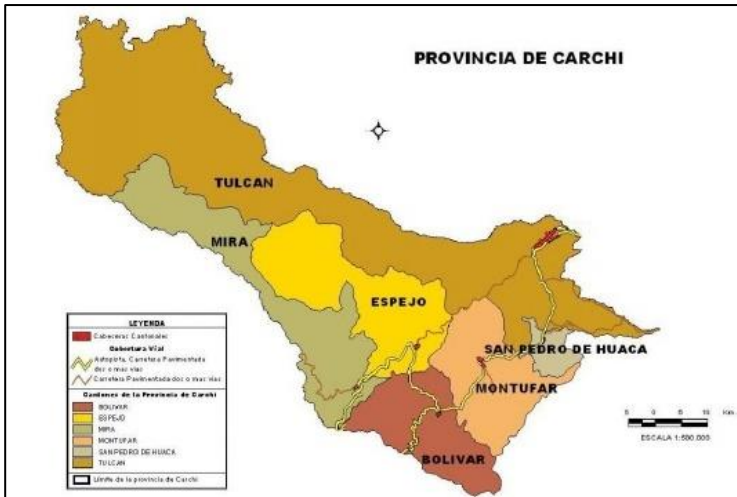 PROVINCIA DE CARCHI
TULCAN
MIRA
ESPEJO
SAN PEDRO DE HUACA
MONTUFAR
BOLIVAR
LEYENDA
Cabeceras Cantonales
Cobertura Vial
Autopista, Carretera Pavimentada
dos o mas vias
Carretera Pavimentada dos o mas vias
Cantones de la Provincia de Carchi
BOLIVAR
ESPEJO
MIRA
MONTUFAR
SAN PEDRO DE HUACA
TULCAN
Límite de la provincia de Carchi
5 0 5 10 Km.
ESCALA 1:500.000